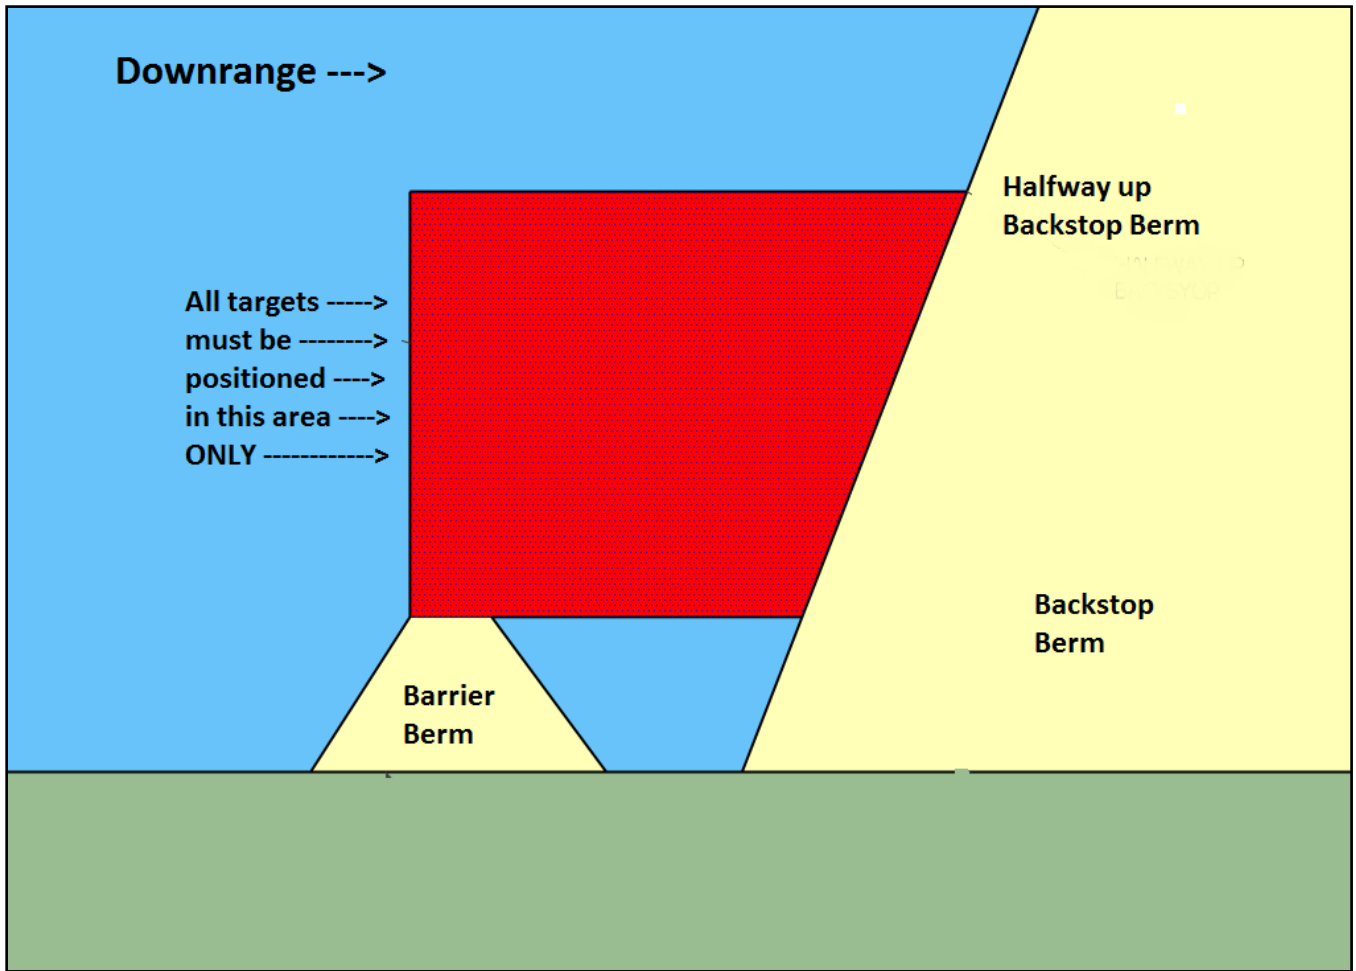 Downrange --->
Halfway up
Backstop Berm
All targets ----->
must be -------->
positioned ---->
in this area ---->
ONLY ------------>
Backstop
Berm
Barrier
Berm